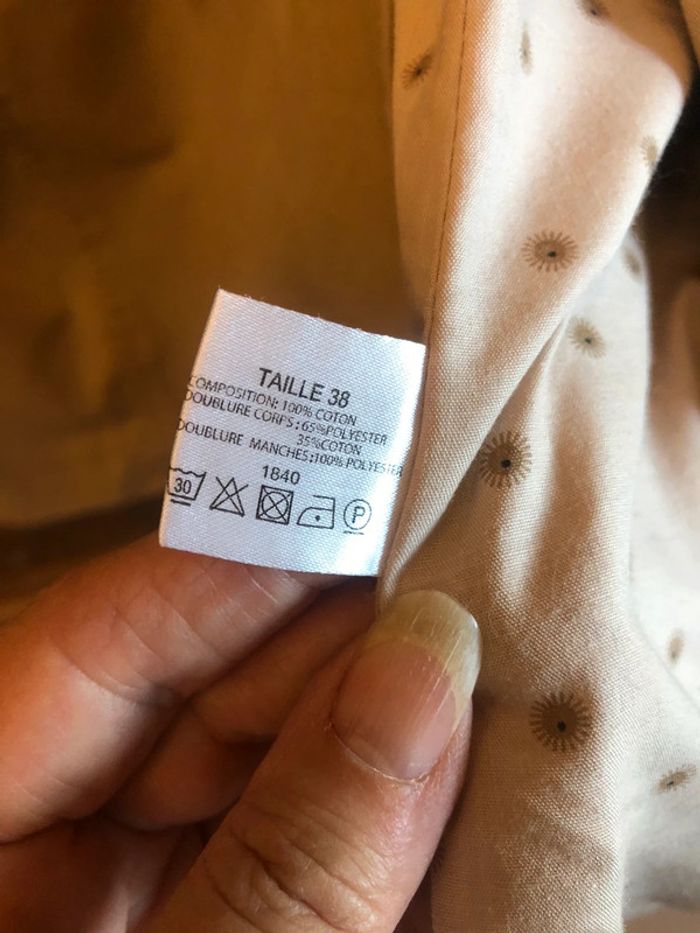 TAILLE 38
COMPOSITION: 100% COTON
DOUBLURE CORPS:65%POLYESTER
35%COTON
DOUBLURE MANCHES:100% POLYESTER
1840
30
P